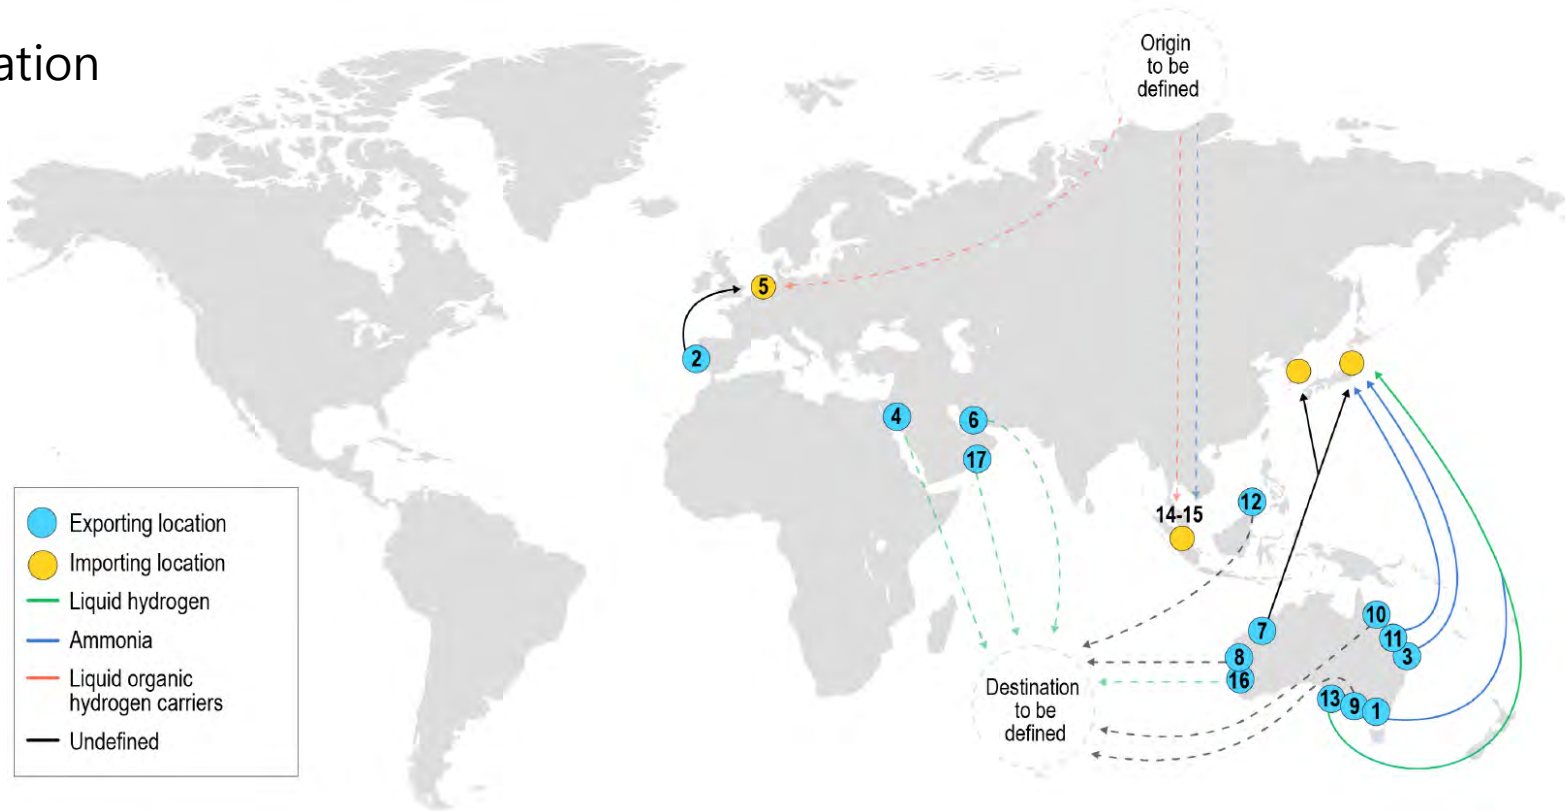 ation
Origin
to be
defined
5
2
4
6
17
12
14-15
7
8
16
10
11
3
13
9
1
Destination
to be
defined
Exporting location
Importing location
Liquid hydrogen
Ammonia
Liquid organic
hydrogen carriers
Undefined